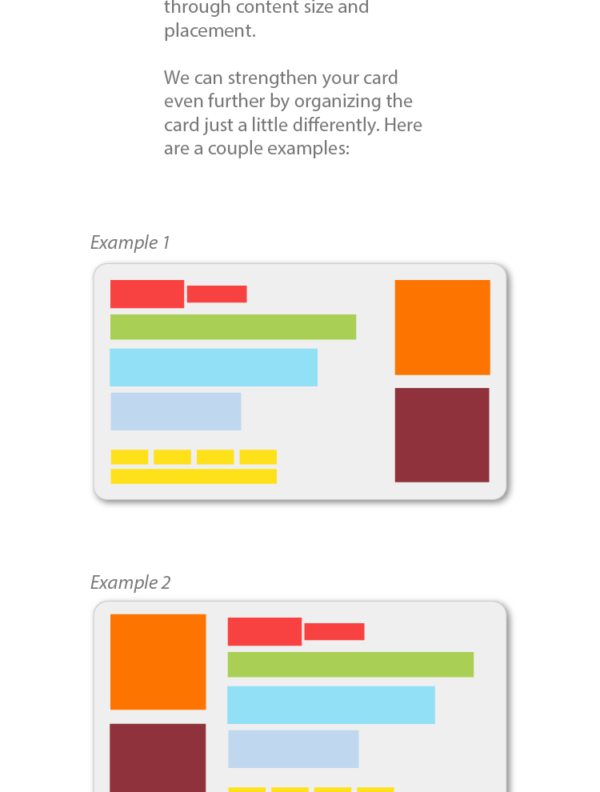 through content size and
placement.
We can strengthen your card
even further by organizing the
card just a little differently. Here
are a couple examples:
Example 1
Example 2